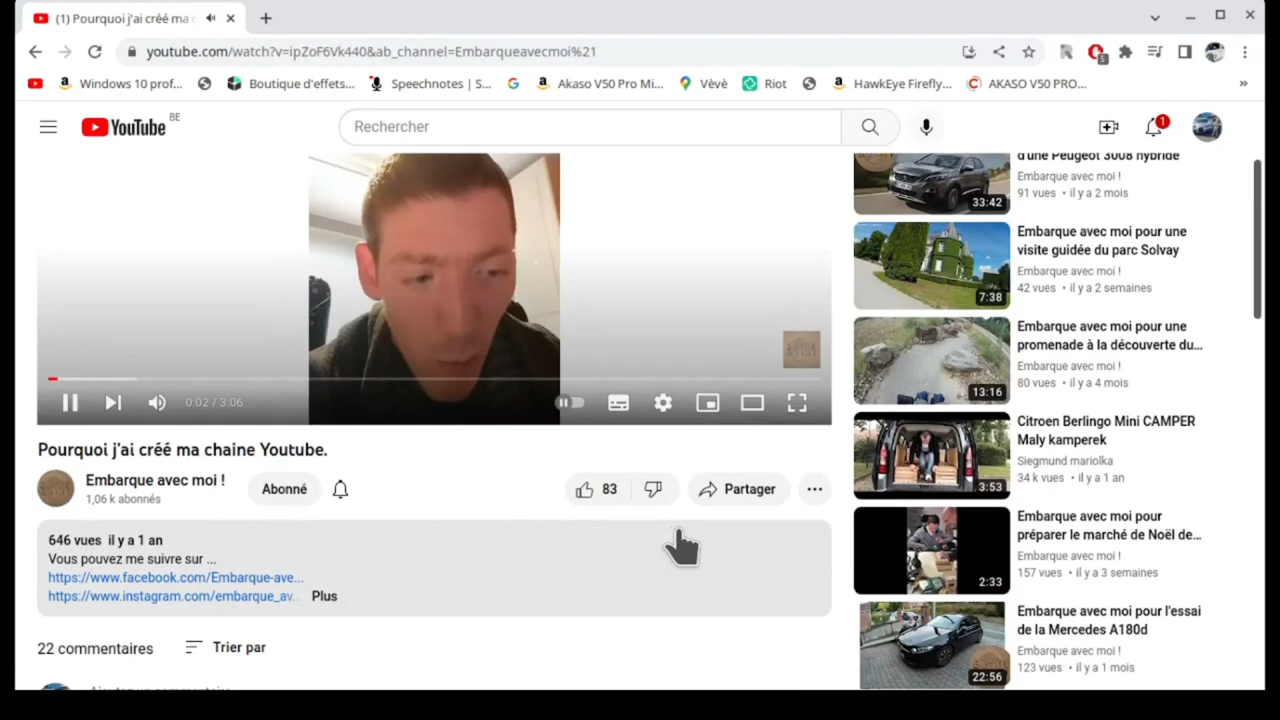 (1) Pourquoi j'ai créé ma c
youtube.com/watch?v=ipZoF6Vk440&ab_channel=Embarqueavecmoi%21
5
Windows 10 prof...
Boutique d'effets...
Speechnotes | S...
Akaso V50 Pro Mi...
Vèvè
Riot
HawkEye Firefly...
AKASO V50 PRO...
»
YouTube BE
Rechercher
1
d'une Peugeot 3008 hybride
Embarque avec moi !
91 vues • il y a 2 mois
33:42
Embarque avec moi pour une
visite guidée du parc Solvay
Embarque avec moi !
42 vues • il y a 2 semaines
7:38
Embarque avec moi pour une
promenade à la découverte du...
Embarque avec moi !
80 vues • il y a 4 mois
13:16
Citroen Berlingo Mini CAMPER
Maly kamperek
Siegmund mariolka
34 k vues • il y a 1 an
3:53
Embarque avec moi pour
préparer le marché de Noël de...
Embarque avec moi !
157 vues • il y a 3 semaines
2:33
Embarque avec moi pour l'essai
de la Mercedes A180d
Embarque avec moi !
123 vues • il y a 1 mois
22:56
0:02 / 3:06
Pourquoi j'ai créé ma chaine Youtube.
Embarque avec moi !
1,06 k abonnés
Abonné
83
Partager
646 vues il y a 1 an
Vous pouvez me suivre sur ...
https://www.facebook.com/Embarque-ave...
https://www.instagram.com/embarque_av...
Plus
22 commentaires
Trier par